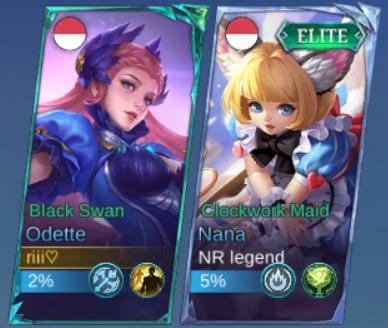 Black Swan
Odette
riii♡
2%
ELITE
Clockwork Maid
Nana
NR legend
5%